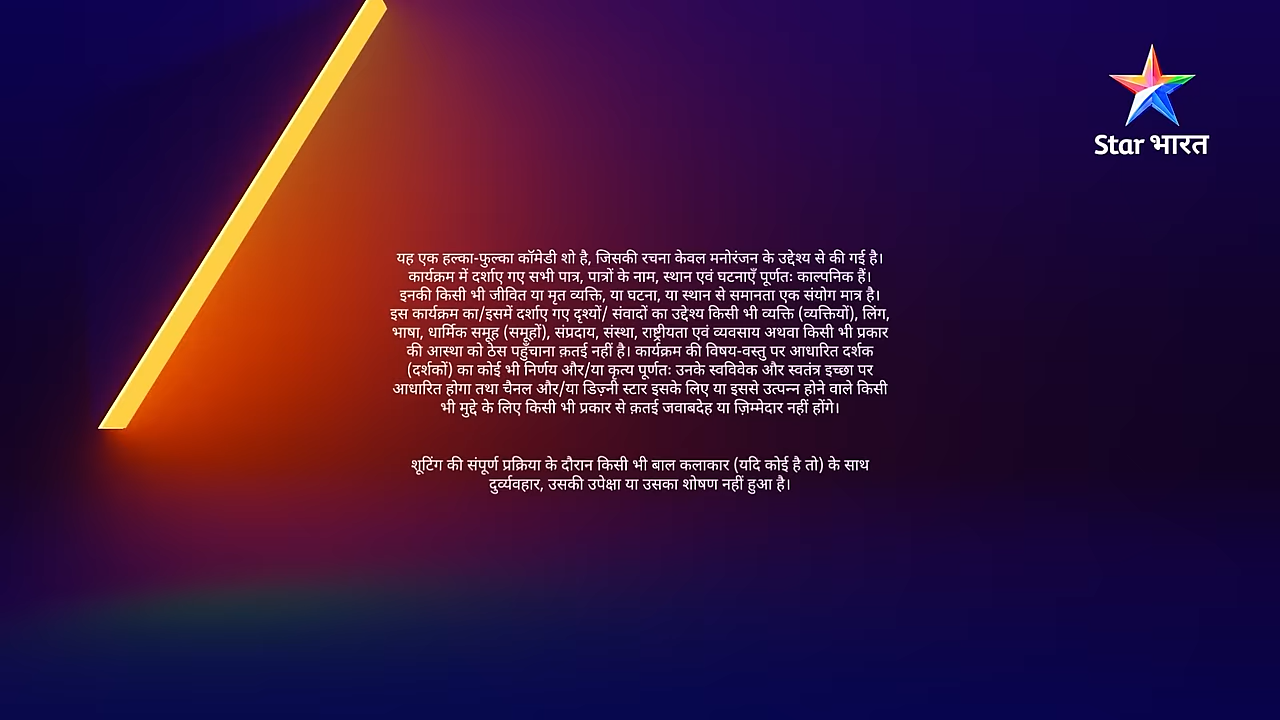 Star भारत
यह एक हल्का-फुल्का कॉमेडी शो है, जिसकी रचना केवल मनोरंजन के उद्देश्य से की गई है।
कार्यक्रम में दर्शाए गए सभी पात्र, पात्रों के नाम, स्थान एवं घटनाएँ पूर्णतः काल्पनिक हैं।
इनकी किसी भी जीवित या मृत व्यक्ति, या घटना, या स्थान से समानता एक संयोग मात्र है।
इस कार्यक्रम का/इसमें दर्शाए गए दृश्यों/ संवादों का उद्देश्य किसी भी व्यक्ति (व्यक्तियों), लिंग,
भाषा, धार्मिक समूह (समूहों), संप्रदाय, संस्था, राष्ट्रीयता एवं व्यवसाय अथवा किसी भी प्रकार
की आस्था को ठेस पहुँचाना क़तई नहीं है। कार्यक्रम की विषय-वस्तु पर आधारित दर्शक
(दर्शकों) का कोई भी निर्णय और/या कृत्य पूर्णतः उनके स्वविवेक और स्वतंत्र इच्छा पर
आधारित होगा तथा चैनल और/या डिज़्नी स्टार इसके लिए या इससे उत्पन्न होने वाले किसी
भी मुद्दे के लिए किसी भी प्रकार से क़तई जवाबदेह या ज़िम्मेदार नहीं होंगे।
शूटिंग की संपूर्ण प्रक्रिया के दौरान किसी भी बाल कलाकार (यदि कोई है तो) के साथ
दुर्व्यवहार, उसकी उपेक्षा या उसका शोषण नहीं हुआ है।